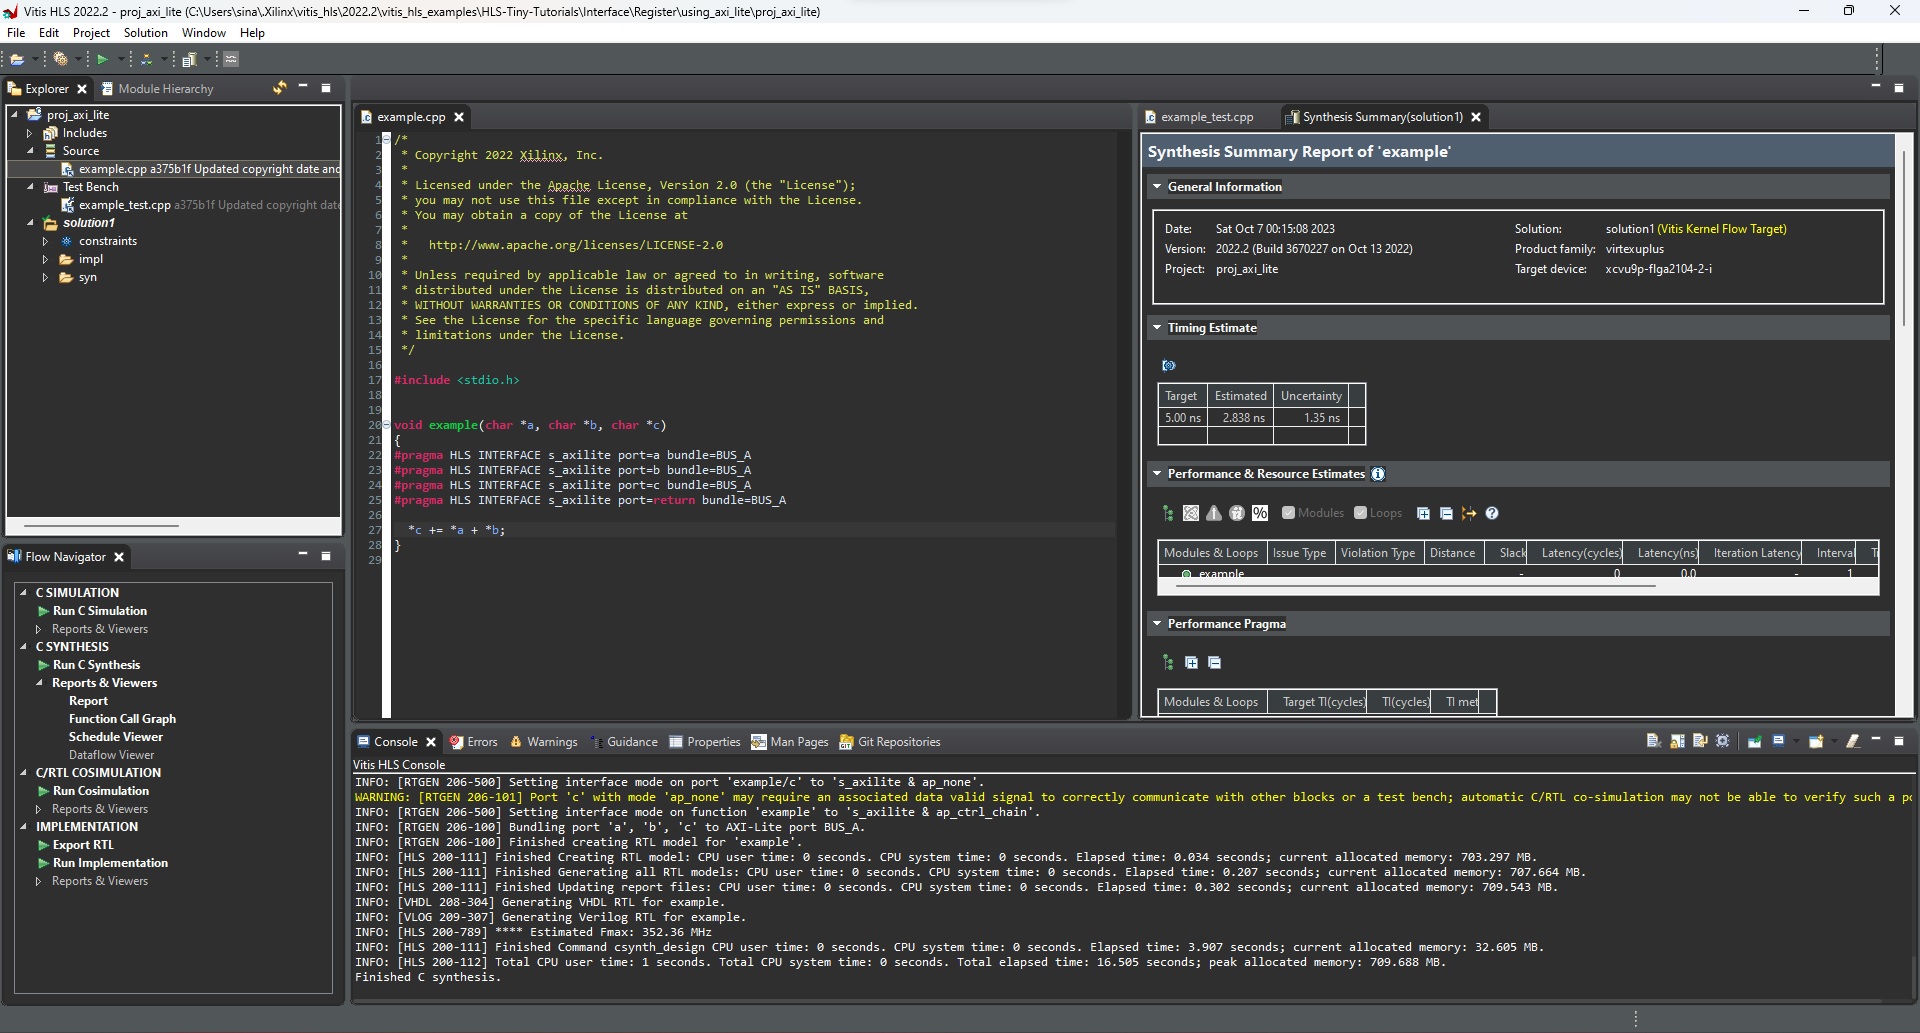 Vitis HLS 2022.2 - proj_axi_lite (C:\Users\sina\.Xilinx\vitis_hls\2022.2\vitis_hls_examples\HLS-Tiny-Tutorials\Interface\Register\using_axi_lite\proj_axi_lite)
File Edit Project Solution Window Help
Explorer Module Hierarchy
proj_axi_lite
Includes
Source
example.cpp a375b1f Updated copyright date and
Test Bench
example_test.cpp a375b1f Updated copyright date
solution1
constraints
impl
syn
Flow Navigator
C SIMULATION
Run C Simulation
Reports & Viewers
C SYNTHESIS
Run C Synthesis
Reports & Viewers
Report
Function Call Graph
Schedule Viewer
Dataflow Viewer
C/RTL COSIMULATION
Run Cosimulation
Reports & Viewers
IMPLEMENTATION
Export RTL
Run Implementation
Reports & Viewers
example.cpp
1 /*
2 * Copyright 2022 Xilinx, Inc.
3 *
4 * Licensed under the Apache License, Version 2.0 (the "License");
5 * you may not use this file except in compliance with the License.
6 * You may obtain a copy of the License at
7 *
8 * http://www.apache.org/licenses/LICENSE-2.0
9 *
10 * Unless required by applicable law or agreed to in writing, software
11 * distributed under the License is distributed on an "AS IS" BASIS,
12 * WITHOUT WARRANTIES OR CONDITIONS OF ANY KIND, either express or implied.
13 * See the License for the specific language governing permissions and
14 * limitations under the License.
15 */
16
17 #include <stdio.h>
18
19
20 void example(char *a, char *b, char *c)
21 {
22 #pragma HLS INTERFACE s_axilite port=a bundle=BUS_A
23 #pragma HLS INTERFACE s_axilite port=b bundle=BUS_A
24 #pragma HLS INTERFACE s_axilite port=c bundle=BUS_A
25 #pragma HLS INTERFACE s_axilite port=return bundle=BUS_A
26
27 *c += *a + *b;
28 }
29
example_test.cpp Synthesis Summary(solution1)
Synthesis Summary Report of 'example'
General Information
Date: Sat Oct 7 00:15:08 2023 Solution: solution1 (Vitis Kernel Flow Target)
Version: 2022.2 (Build 3670227 on Oct 13 2022) Product family: virtexuplus
Project: proj_axi_lite Target device: xcvu9p-flga2104-2-i
Timing Estimate
Target Estimated Uncertainty
5.00 ns 2.838 ns 1.35 ns
Performance & Resource Estimates
% Modules Loops
Modules & Loops Issue Type Violation Type Distance Slack Latency(cycles) Latency(ns) Iteration Latency Interval
example - 0 0.0 - 1
Performance Pragma
Modules & Loops Target TI(cycles) TI(cycles) TI met
Console Errors Warnings Guidance Properties Man Pages Git Repositories
Vitis HLS Console
INFO: [RTGEN 206-500] Setting interface mode on port 'example/c' to 's_axilite & ap_none'.
WARNING: [RTGEN 206-101] Port 'c' with mode 'ap_none' may require an associated data valid signal to correctly communicate with other blocks or a test bench; automatic C/RTL co-simulation may not be able to verify such a po
INFO: [RTGEN 206-500] Setting interface mode on function 'example' to 's_axilite & ap_ctrl_chain'.
INFO: [RTGEN 206-100] Bundling port 'a', 'b', 'c' to AXI-Lite port BUS_A.
INFO: [RTGEN 206-100] Finished creating RTL model for 'example'.
INFO: [HLS 200-111] Finished Creating RTL model: CPU user time: 0 seconds. CPU system time: 0 seconds. Elapsed time: 0.034 seconds; current allocated memory: 703.297 MB.
INFO: [HLS 200-111] Finished Generating all RTL models: CPU user time: 0 seconds. CPU system time: 0 seconds. Elapsed time: 0.207 seconds; current allocated memory: 707.664 MB.
INFO: [HLS 200-111] Finished Updating report files: CPU user time: 0 seconds. CPU system time: 0 seconds. Elapsed time: 0.302 seconds; current allocated memory: 709.543 MB.
INFO: [VHDL 208-304] Generating VHDL RTL for example.
INFO: [VLOG 209-307] Generating Verilog RTL for example.
INFO: [HLS 200-789] **** Estimated Fmax: 352.36 MHz
INFO: [HLS 200-111] Finished Command csynth_design CPU user time: 0 seconds. CPU system time: 0 seconds. Elapsed time: 3.907 seconds; current allocated memory: 32.605 MB.
INFO: [HLS 200-112] Total CPU user time: 1 seconds. Total CPU system time: 0 seconds. Total elapsed time: 16.505 seconds; peak allocated memory: 709.688 MB.
Finished C synthesis.